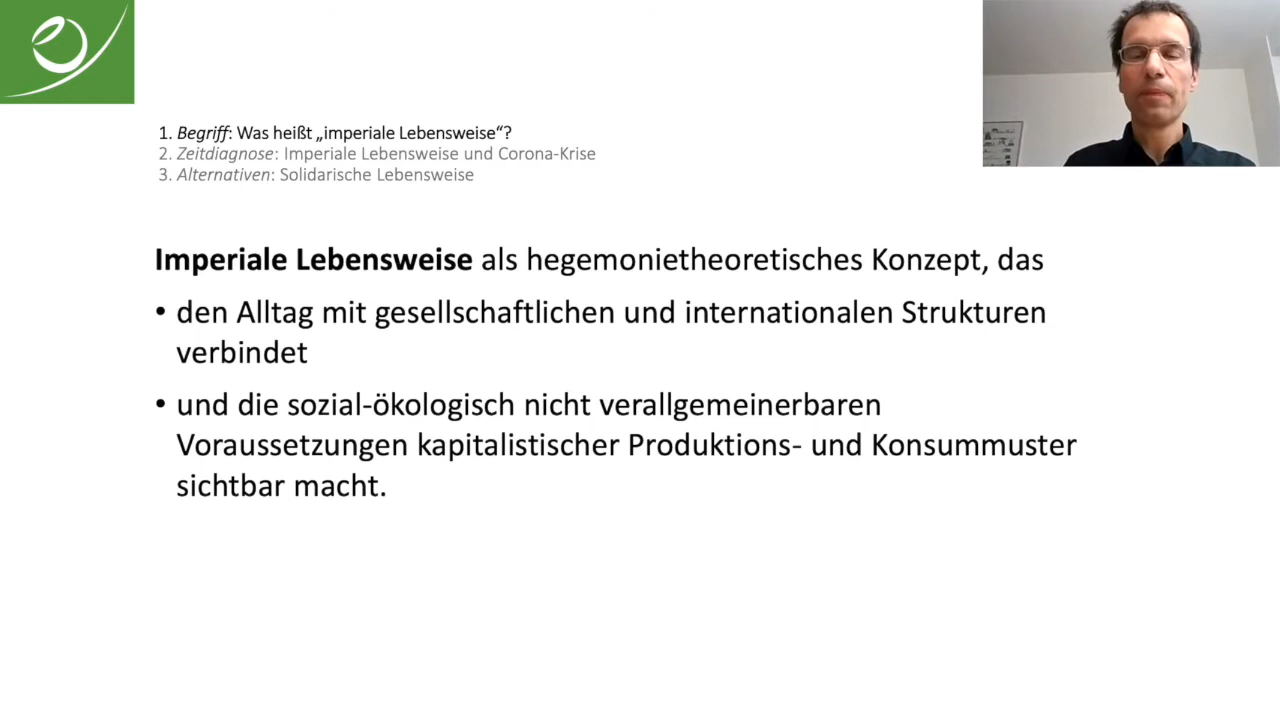 1. Begriff: Was heißt „imperiale Lebensweise“?
2. Zeitdiagnose: Imperiale Lebensweise und Corona-Krise
3. Alternativen: Solidarische Lebensweise
Imperiale Lebensweise als hegemonietheoretisches Konzept, das
• den Alltag mit gesellschaftlichen und internationalen Strukturen
verbindet
• und die sozial-ökologisch nicht verallgemeinerbaren
Voraussetzungen kapitalistischer Produktions- und Konsummuster
sichtbar macht.